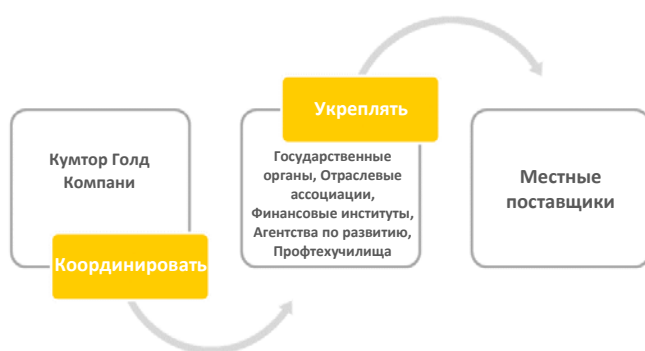 Кумтор Голд
Компани
Координировать
Укреплять
Государственные
органы, Отраслевые
ассоциации,
Финансовые институты,
Агентства по развитию,
Профтехучилища
Местные
поставщики